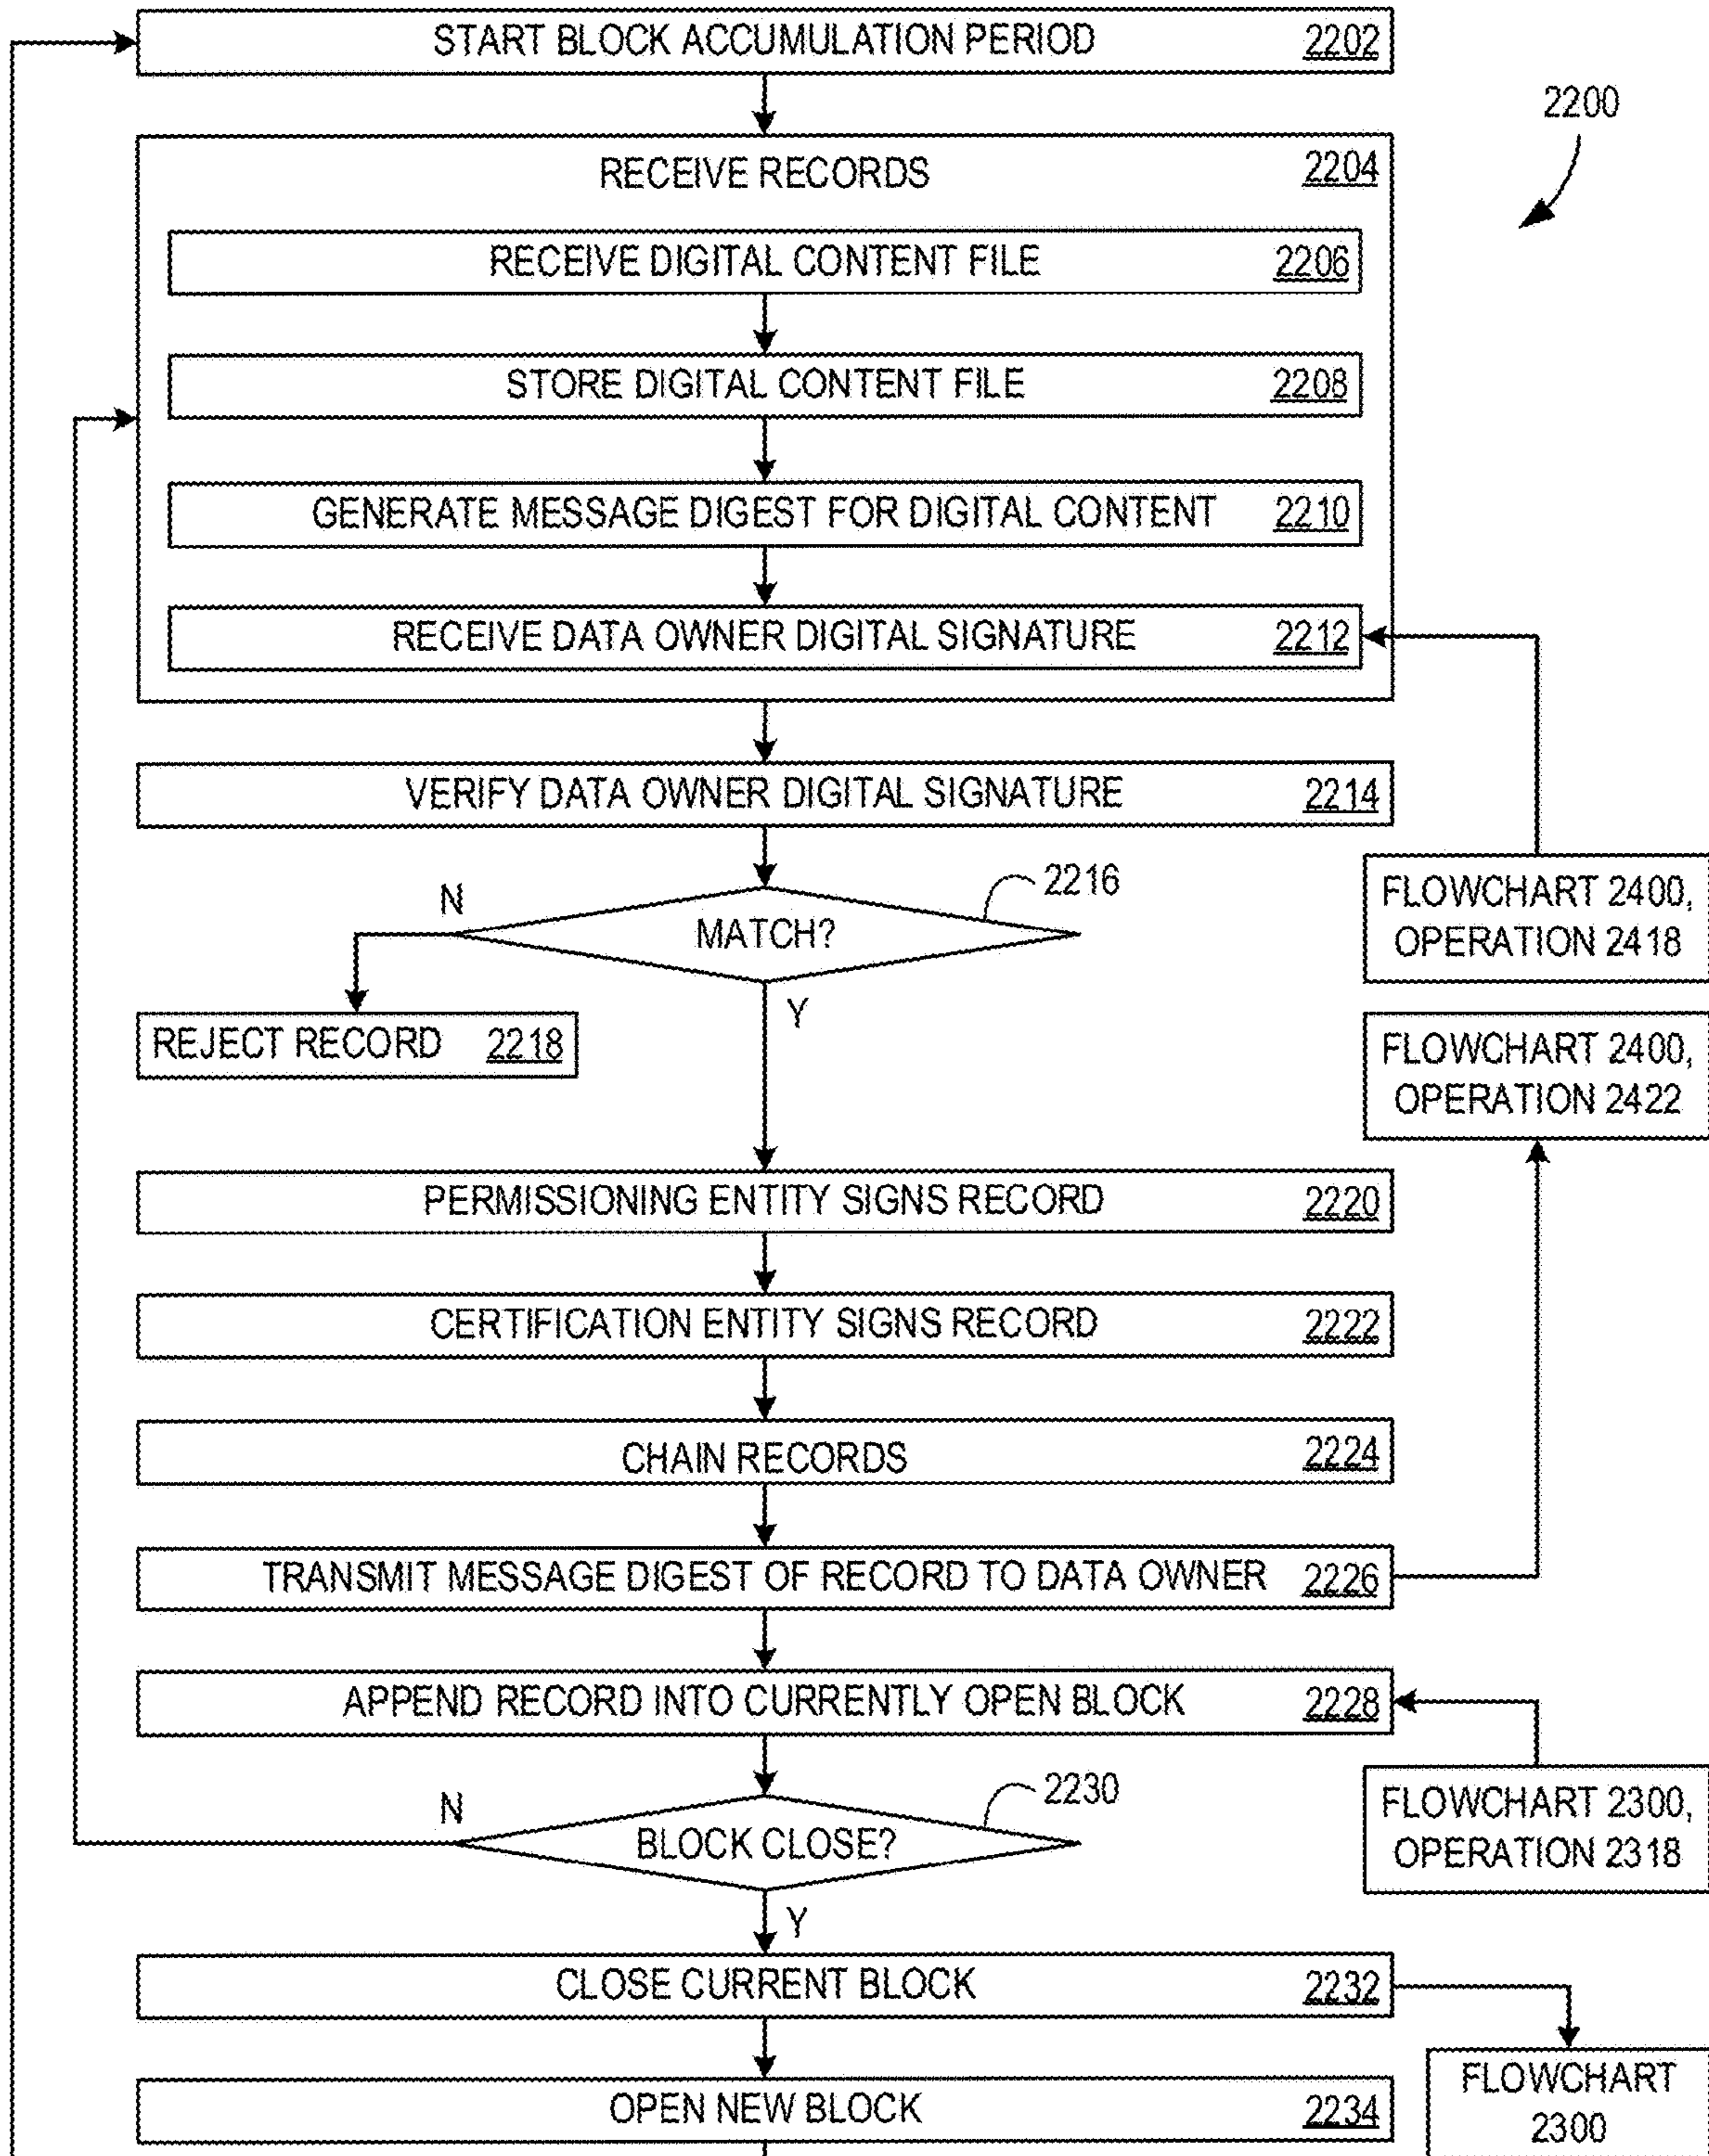 START BLOCK ACCUMULATION PERIOD 2202
2200
RECEIVE RECORDS 2204
RECEIVE DIGITAL CONTENT FILE 2206
STORE DIGITAL CONTENT FILE 2208
GENERATE MESSAGE DIGEST FOR DIGITAL CONTENT 2210
RECEIVE DATA OWNER DIGITAL SIGNATURE 2212
VERIFY DATA OWNER DIGITAL SIGNATURE 2214
FLOWCHART 2400,
OPERATION 2418
2216
N
MATCH?
Y
REJECT RECORD 2218
FLOWCHART 2400,
OPERATION 2422
PERMISSIONING ENTITY SIGNS RECORD 2220
CERTIFICATION ENTITY SIGNS RECORD 2222
CHAIN RECORDS 2224
TRANSMIT MESSAGE DIGEST OF RECORD TO DATA OWNER 2226
APPEND RECORD INTO CURRENTLY OPEN BLOCK 2228
2230
N
BLOCK CLOSE?
Y
FLOWCHART 2300,
OPERATION 2318
CLOSE CURRENT BLOCK 2232
OPEN NEW BLOCK 2234
FLOWCHART
2300